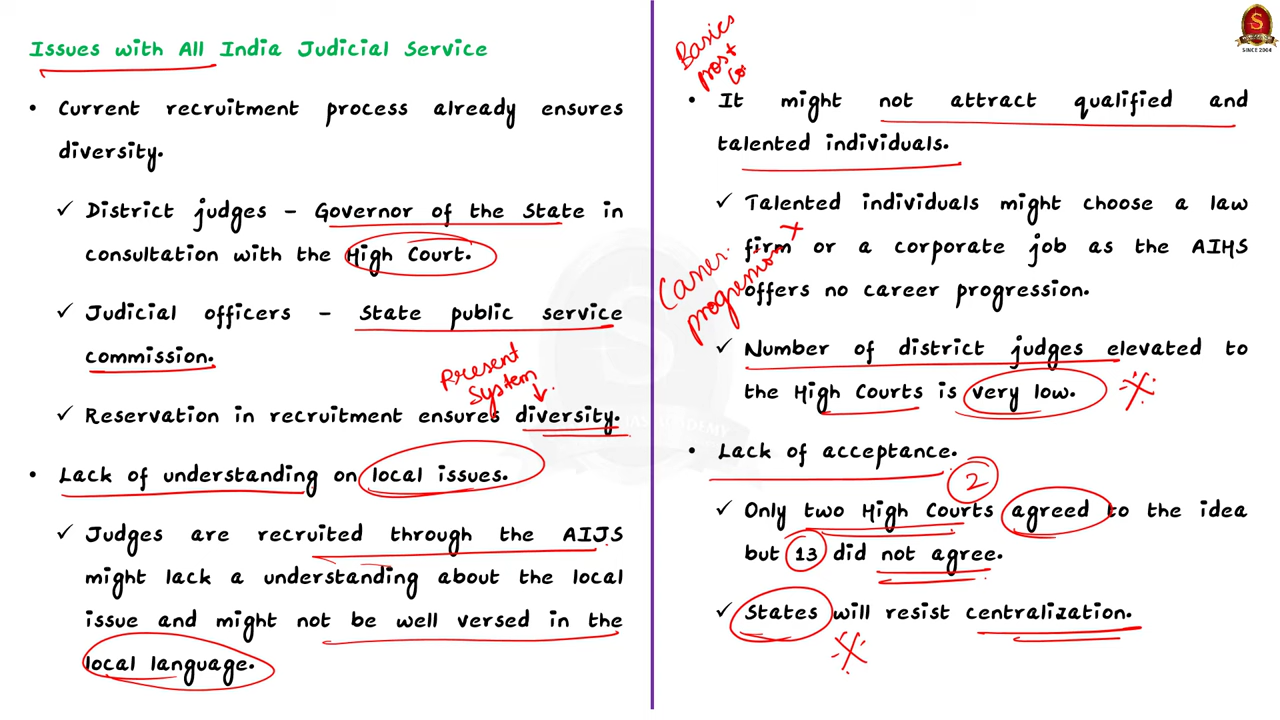 Issues with All India Judicial Service
• Current recruitment process already ensures
diversity.
✓ District judges – Governor of the State in
consultation with the High Court.
✓ Judicial officers – State public service
commission.
Present
System
✓ Reservation in recruitment ensures diversity.
• Lack of understanding on local issues.
✓ Judges are recruited through the AIJS
might lack a understanding about the local
issue and might not be well versed in the
local language.
Basics
SINCE 2004
• It might not attract qualified and
talented individuals.
✓ Talented individuals might choose a law
firm or a corporate job as the AIHS
offers no career progression.
Career
progression
✓ Number of district judges elevated to
the High Courts is very low.
• Lack of acceptance.
2
✓ Only two High Courts agreed to the idea
but 13 did not agree.
✓ States will resist centralization.